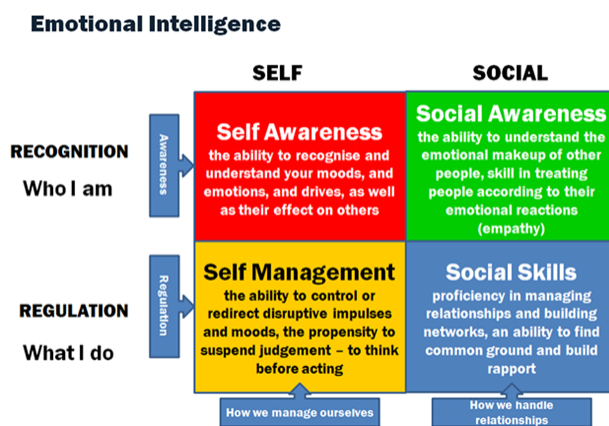 Emotional Intelligence
SELF
SOCIAL
RECOGNITION
Who I am
Awareness
Self Awareness
the ability to recognise and
understand your moods, and
emotions, and drives, as well
as their effect on others
Social Awareness
the ability to understand the
emotional makeup of other
people, skill in treating
people according to their
emotional reactions
(empathy)
REGULATION
What I do
Regulation
Self Management
the ability to control or
redirect disruptive impulses
and moods, the propensity to
suspend judgement – to think
before acting
Social Skills
proficiency in managing
relationships and building
networks, an ability to find
common ground and build
rapport
How we manage ourselves
How we handle
relationships